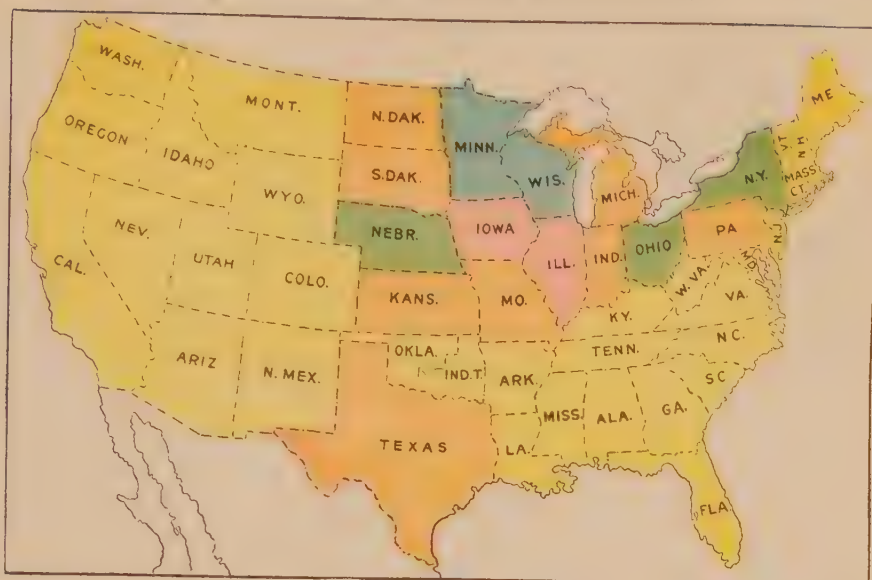 WASH.
MONT.
N. DAK.
MINN.
ME
OREGON
IDAHO
S. DAK.
WIS.
MICH.
N.Y.
VT.
N H.
MASS
CT.
WYO.
NEBR.
IOWA
NEV.
UTAH
COLO.
CAL.
ILL.
IND.
OHIO
PA
N J.
MD.
KANS.
MO.
W. VA.
VA.
KY.
ARIZ
N. MEX.
OKLA.
IND. T.
ARK.
TENN.
N C.
S C
MISS.
ALA.
GA.
TEXAS
LA.
FLA.